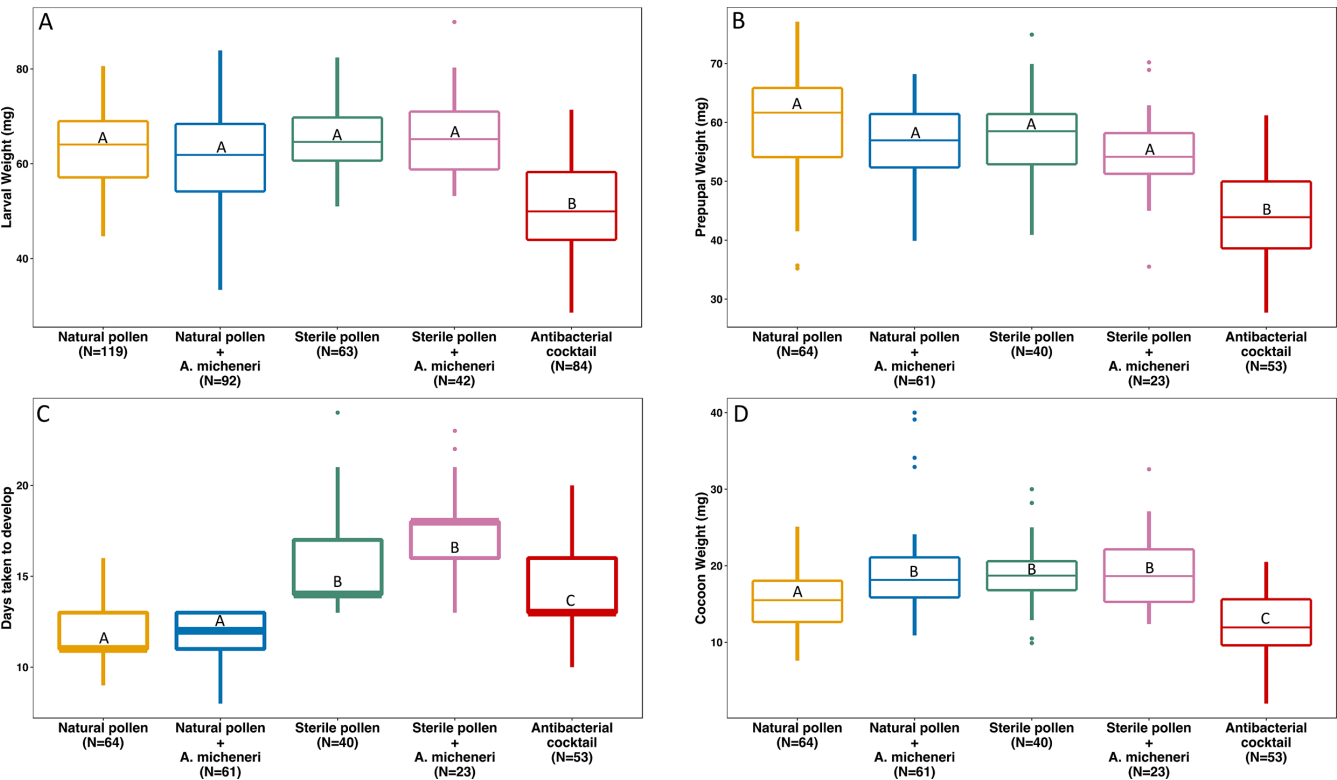 A
Larval Weight (mg)
80
60
40
A
A
A
A
B
Natural pollen
(N=119)
Natural pollen
+
A. micheneri
(N=92)
Sterile pollen
(N=63)
Sterile pollen
+
A. micheneri
(N=42)
Antibacterial
cocktail
(N=84)
B
Prepupal Weight (mg)
70
60
50
40
30
A
A
A
A
B
Natural pollen
(N=64)
Natural pollen
+
A. micheneri
(N=61)
Sterile pollen
(N=40)
Sterile pollen
+
A. micheneri
(N=23)
Antibacterial
cocktail
(N=53)
C
Days taken to develop
20
15
10
A
A
B
B
C
Natural pollen
(N=64)
Natural pollen
+
A. micheneri
(N=61)
Sterile pollen
(N=40)
Sterile pollen
+
A. micheneri
(N=23)
Antibacterial
cocktail
(N=53)
D
Cocoon Weight (mg)
40
30
20
10
A
B
B
B
C
Natural pollen
(N=64)
Natural pollen
+
A. micheneri
(N=61)
Sterile pollen
(N=40)
Sterile pollen
+
A. micheneri
(N=23)
Antibacterial
cocktail
(N=53)